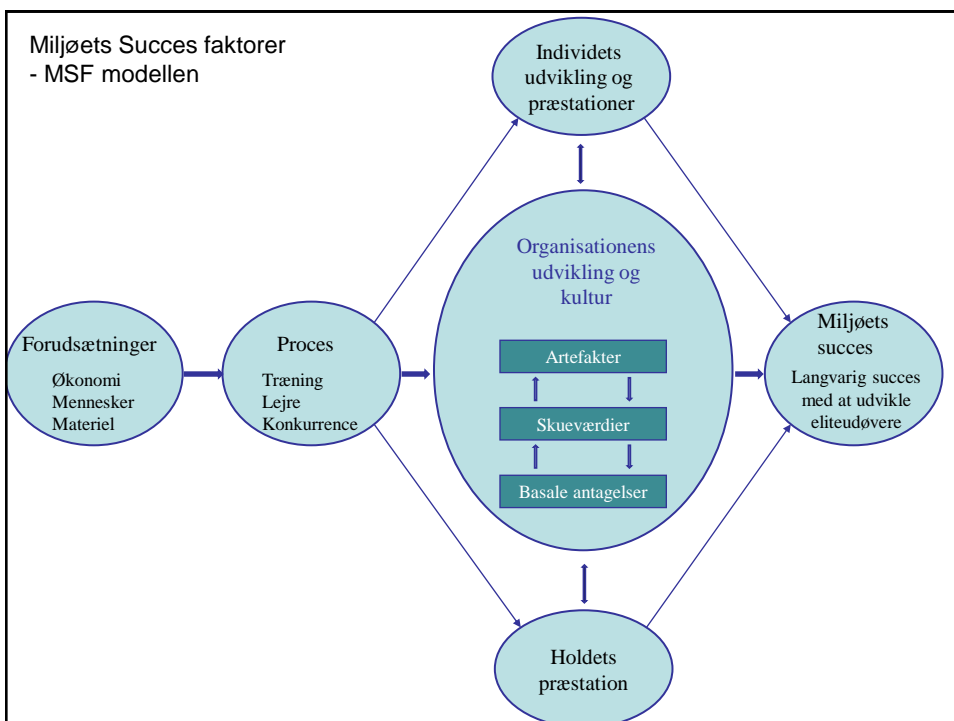 Miljøets Succes faktorer
- MSF modellen
Individets
udvikling og
præstationer
Organisationens
udvikling og
kultur
Artefakter
Skueværdier
Basale antagelser
Forudsætninger
Økonomi
Mennesker
Materiel
Proces
Træning
Lejre
Konkurrence
Miljøets
succes
Langvarig succes
med at udvikle
eliteudøvere
Holdets
præstation